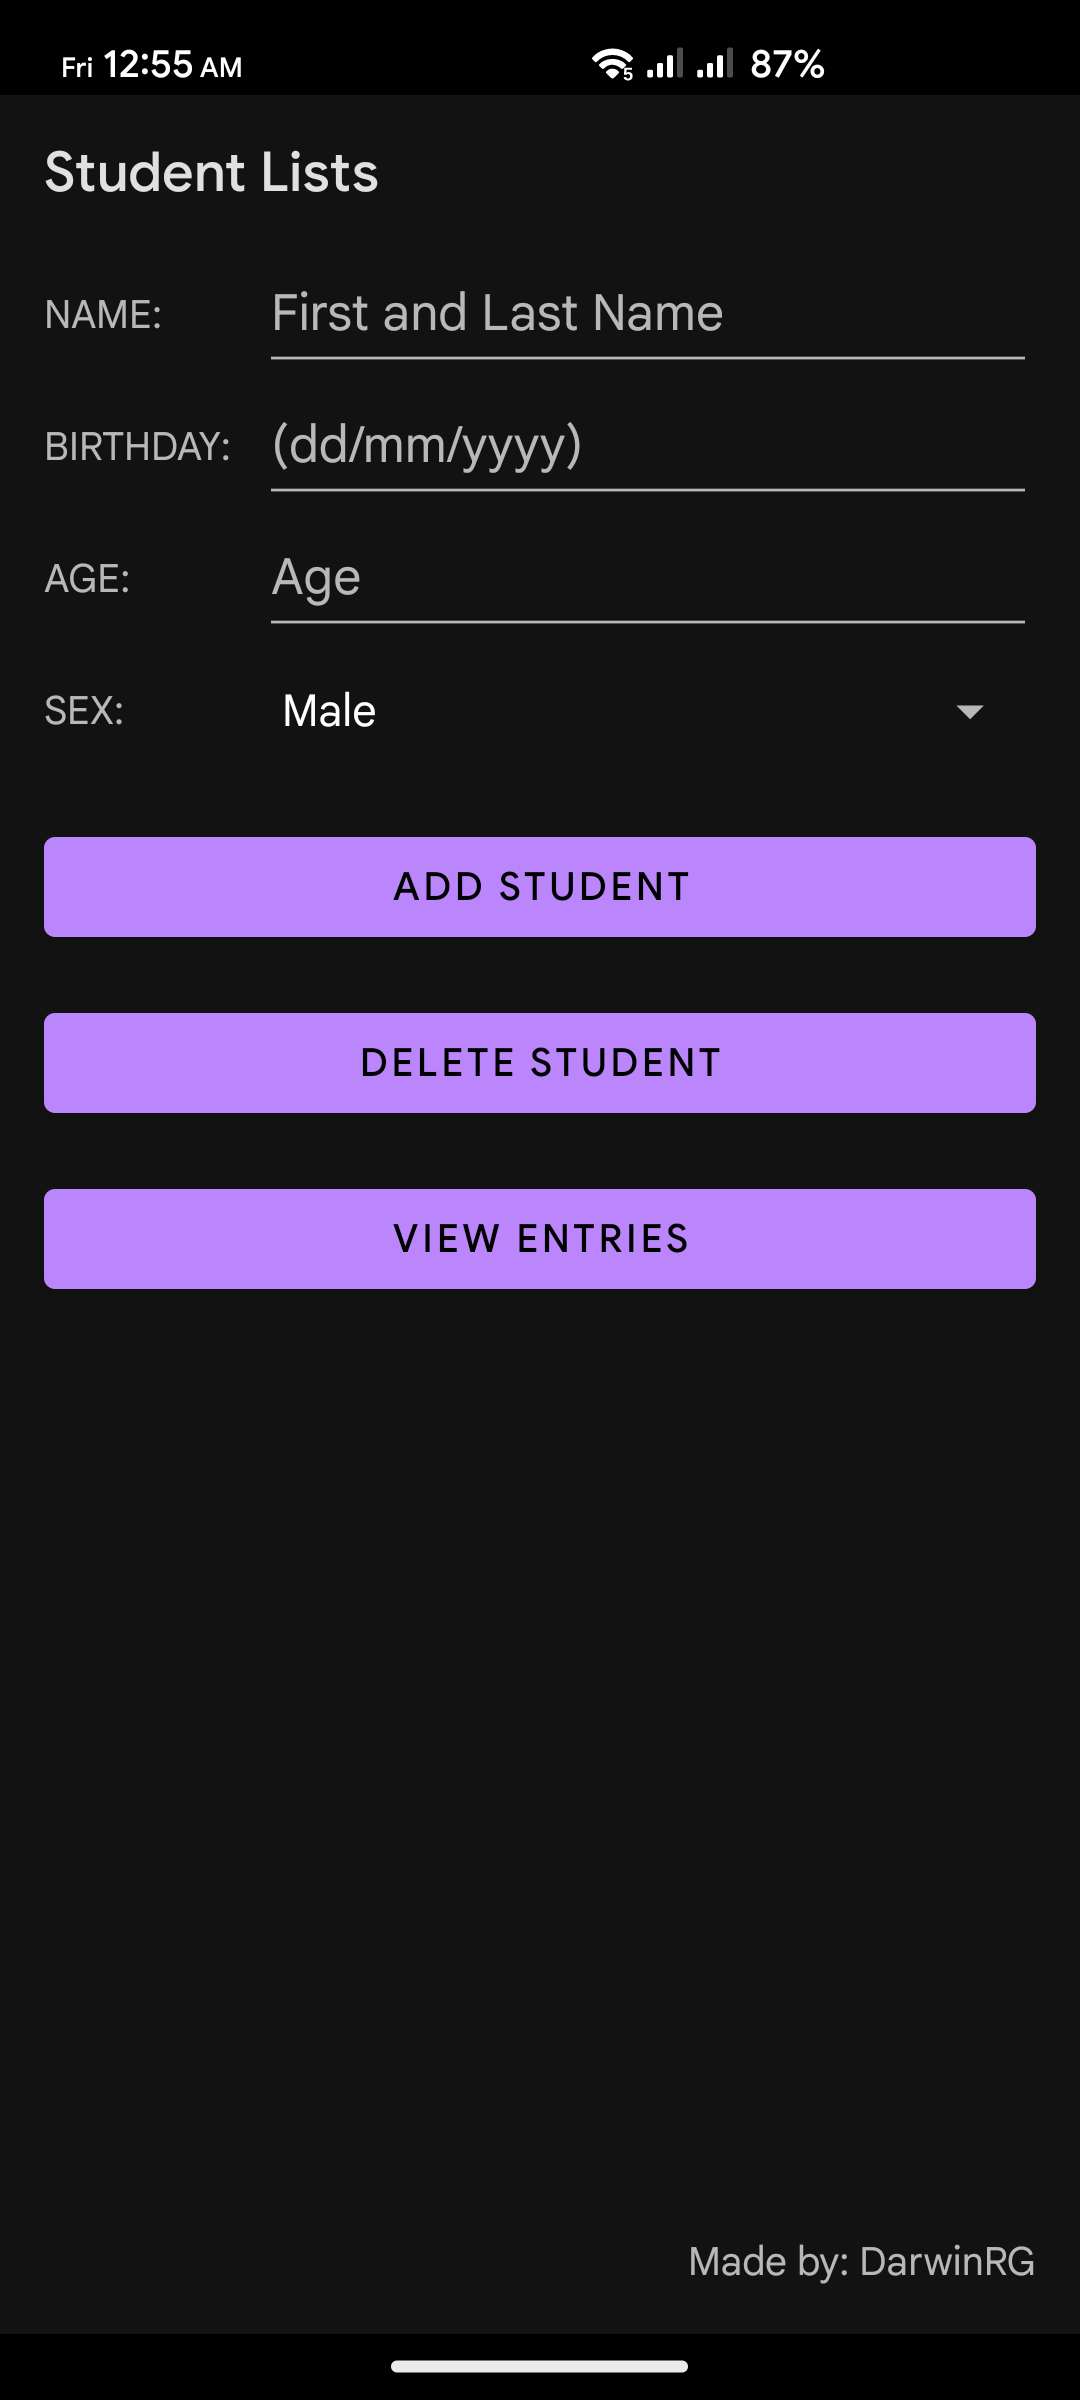 Fri 12:55 AM 5 87%
Student Lists
NAME: First and Last Name
BIRTHDAY: (dd/mm/yyyy)
AGE: Age
SEX: Male
ADD STUDENT
DELETE STUDENT
VIEW ENTRIES
Made by: DarwinRG